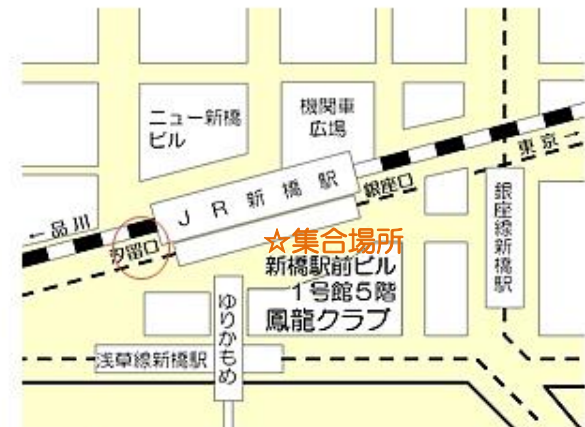 ニュー新橋
ビル
機関車
広場
東京→
JR新橋駅
銀座口
←品川
汐留口
☆集合場所
新橋駅前ビル
1号館5階
鳳龍クラブ
銀座線新橋駅
ゆりかもめ
浅草線新橋駅